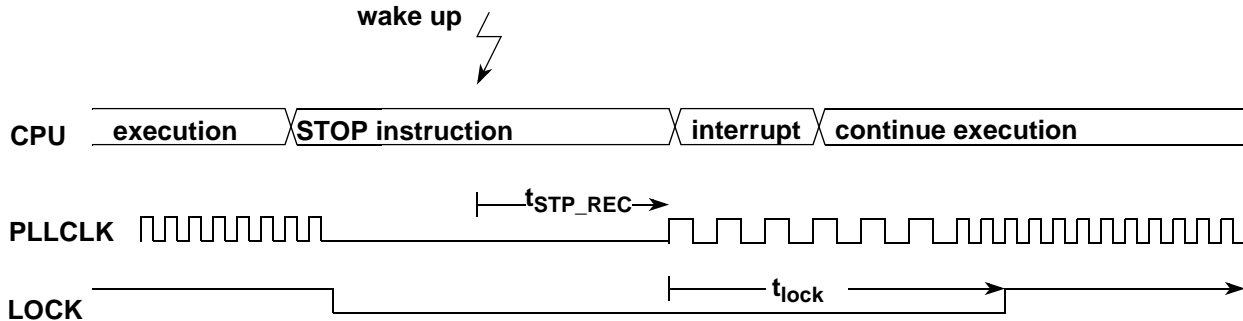 wake up
CPU execution STOP instruction interrupt continue execution
tSTP_REC
PLLCLK
tlock
LOCK